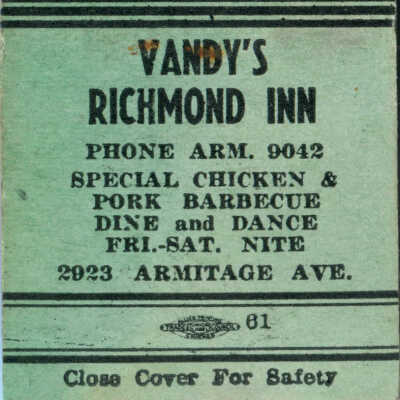 VANDY'S
RICHMOND INN
PHONE ARM. 9042
SPECIAL CHICKEN &
PORK BARBECUE
DINE and DANCE
FRI.-SAT. NITE
2923 ARMITAGE AVE.
61
Close Cover For Safety